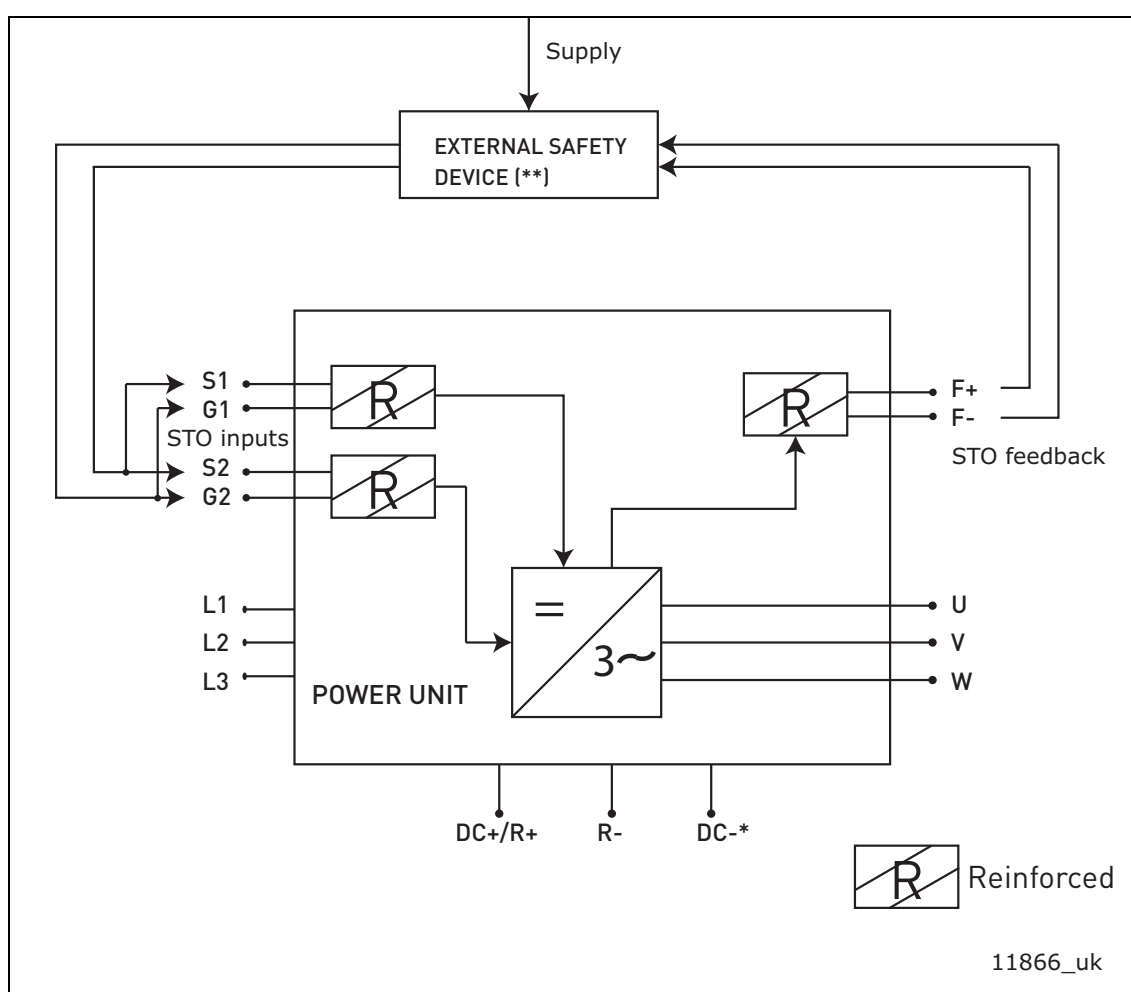 Supply
EXTERNAL SAFETY
DEVICE (**)
S1
G1
STO inputs
S2
G2
R
R
R
F+
F-
STO feedback
L1
L2
L3
=
3~
U
V
W
POWER UNIT
DC+/R+
R-
DC-*
R
Reinforced
11866_uk